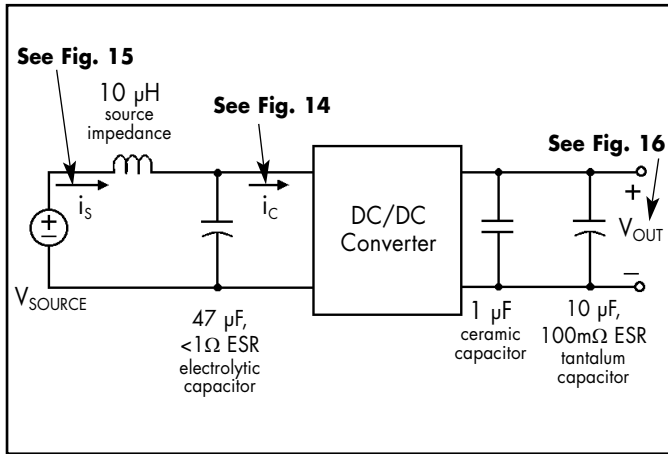 See Fig. 15
10 µH
source
impedance
See Fig. 14
See Fig. 16
iS
iC
DC/DC
Converter
+
VOUT
–
+
–
VSOURCE
47 µF,
<1Ω ESR
electrolytic
capacitor
1 µF
ceramic
capacitor
10 µF,
100mΩ ESR
tantalum
capacitor